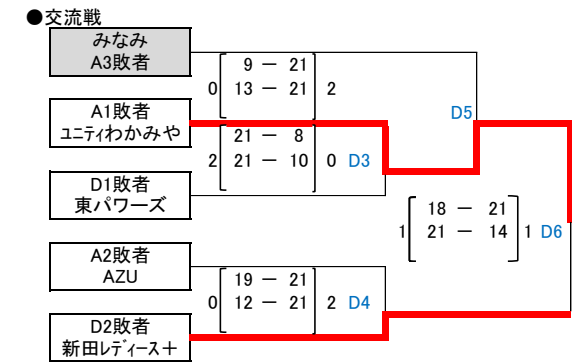 ●交流戦
みなみ
A3敗者
9 － 21
0 13 － 21 2
A1敗者
ユニティわかみや
D5
21 － 8
2 21 － 10 0 D3
D1敗者
東パワーズ
18 － 21
1 21 － 14 1 D6
A2敗者
AZU
19 － 21
0 12 － 21 2 D4
D2敗者
新田レディース＋